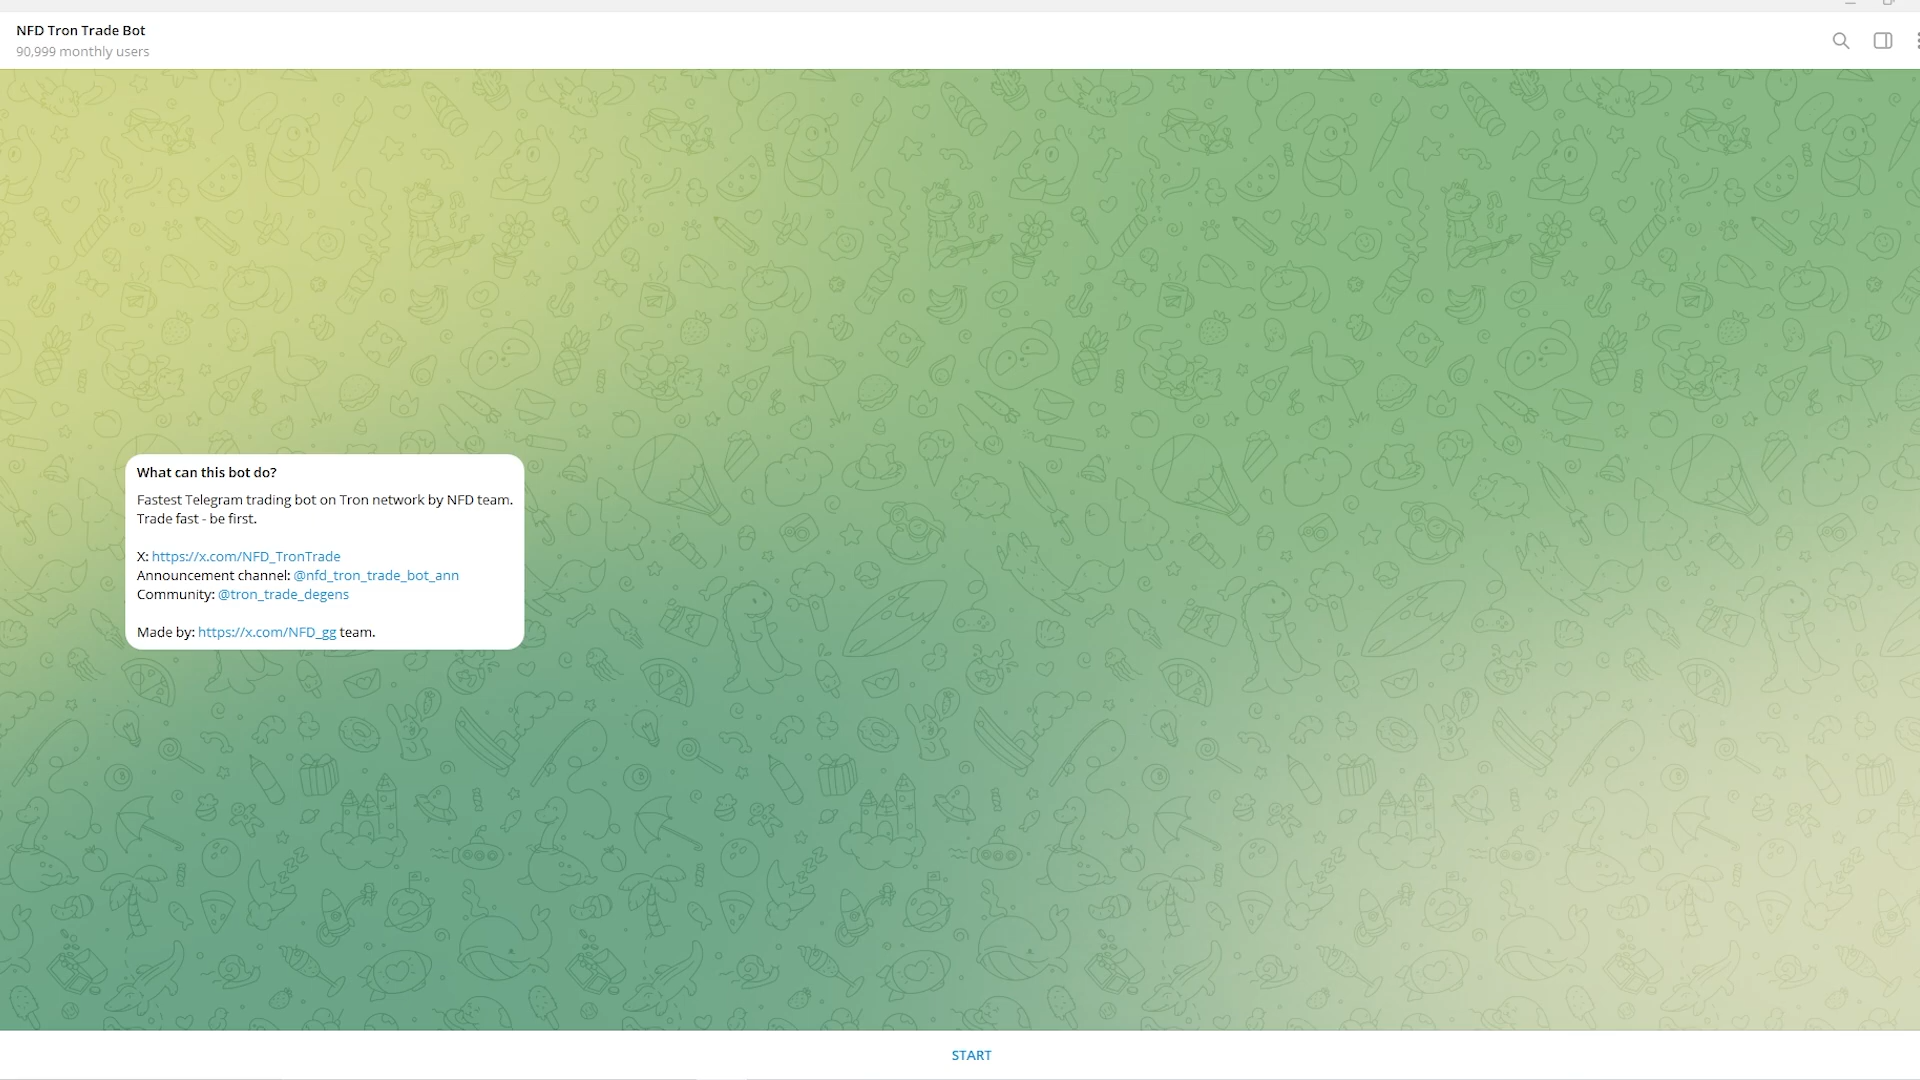 NFD Tron Trade Bot
90,999 monthly users
What can this bot do?
Fastest Telegram trading bot on Tron network by NFD team.
Trade fast - be first.
X: https://x.com/NFD_TronTrade
Announcement channel: @nfd_tron_trade_bot_ann
Community: @tron_trade_degens
Made by: https://x.com/NFD_gg team.
START